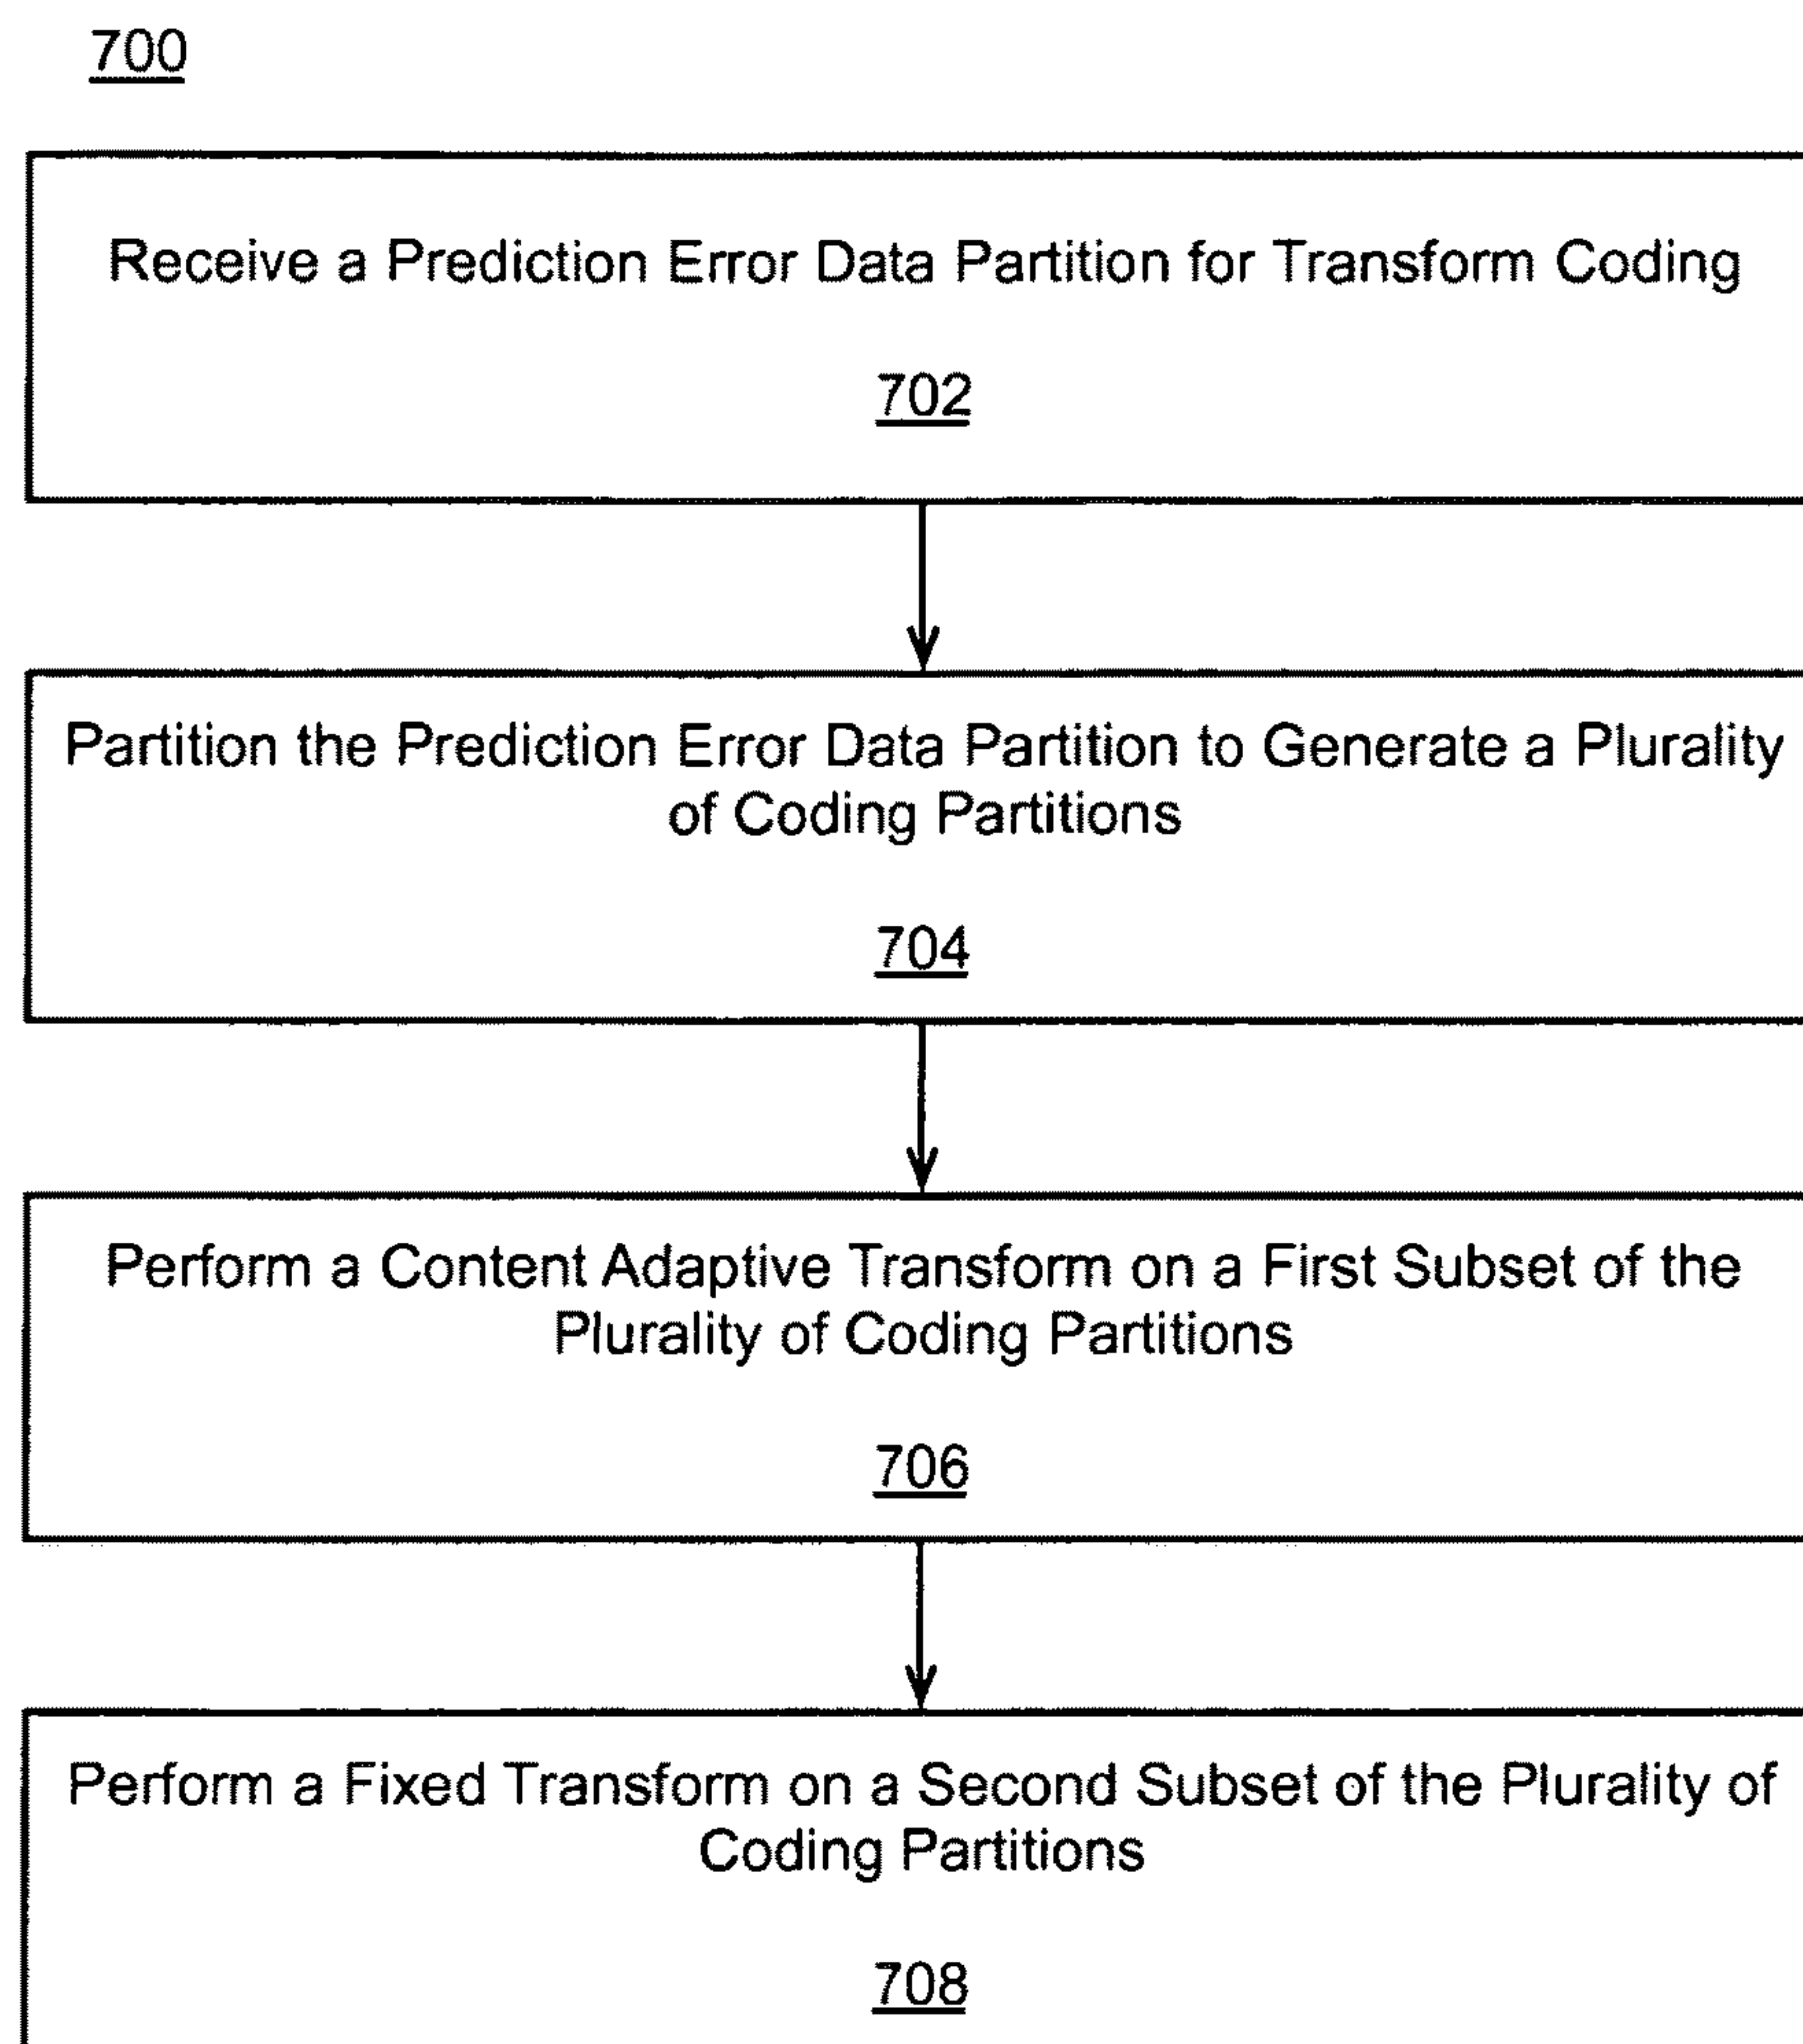 700
Receive a Prediction Error Data Partition for Transform Coding
702
Partition the Prediction Error Data Partition to Generate a Plurality
of Coding Partitions
704
Perform a Content Adaptive Transform on a First Subset of the
Plurality of Coding Partitions
706
Perform a Fixed Transform on a Second Subset of the Plurality of
Coding Partitions
708